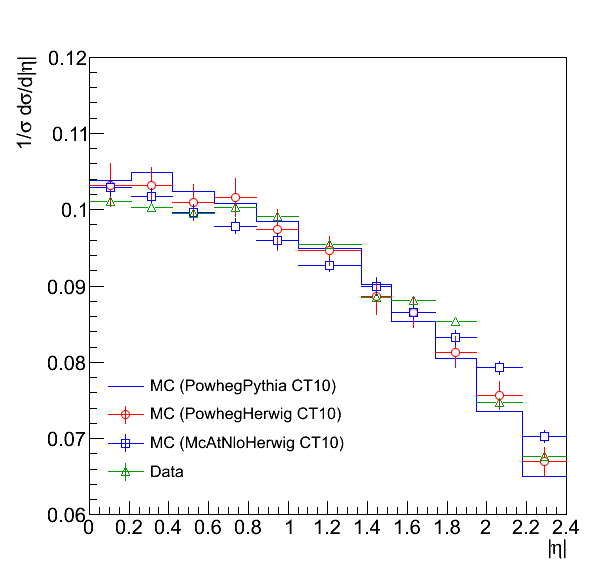 1/σ dσ/d|η|
0.12
0.11
0.1
0.09
0.08
0.07
0.06
MC (PowhegPythia CT10)
MC (PowhegHerwig CT10)
MC (McAtNloHerwig CT10)
Data
0 0.2 0.4 0.6 0.8 1 1.2 1.4 1.6 1.8 2 2.2 2.4
|η|